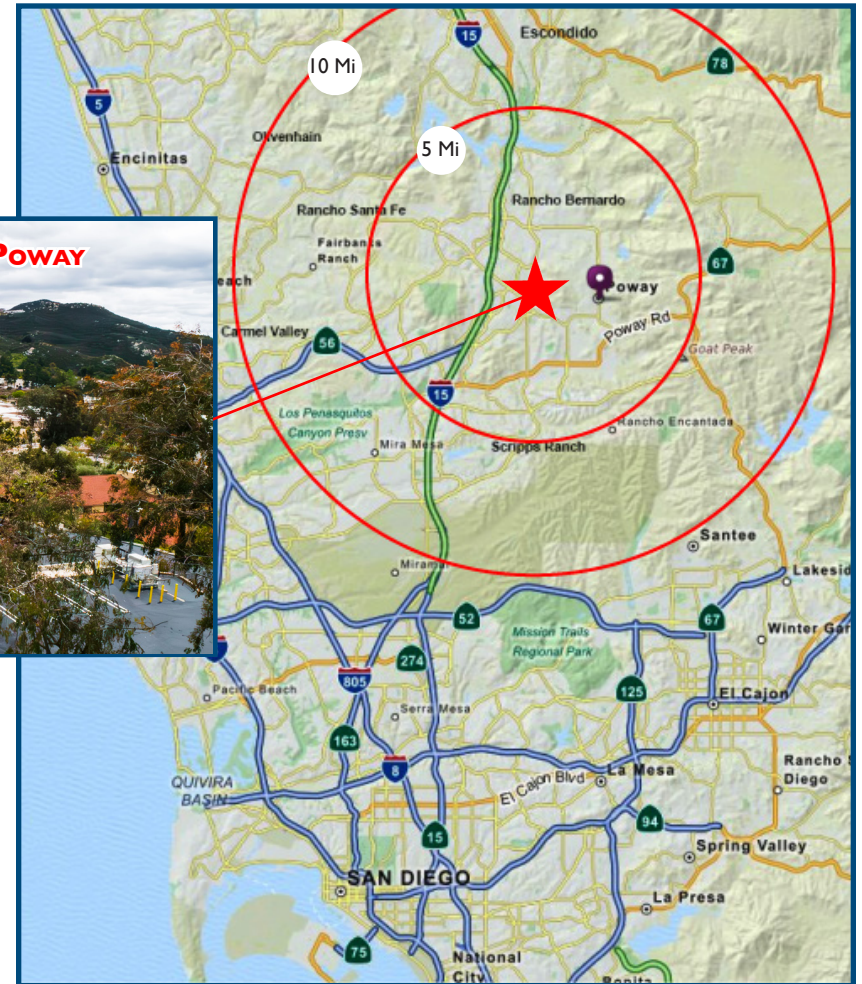 15
Escondido
10 Mi
78
5
Olivenhain
5 Mi
Encinitas
Rancho Bernardo
Rancho Santa Fe
Fairbanks
Ranch
POWAY
67
each
Poway
Carmel Valley
56
Poway Rd
Goat Peak
15
Los Penasquitos
Canyon Presv
Rancho Encantada
Mira Mesa
Scripps Ranch
Santee
Miramar
Lakesid
52
67
Mission Trails
Regional Park
Winter Gar
274
805
125
Pacific Beach
El Cajon
Serra Mesa
163
8
Rancho S
Diego
La Mesa
QUIVIRA
BASIN
El Cajon Blvd
94
15
Spring Valley
SAN DIEGO
La Presa
75
National
City
Bonita